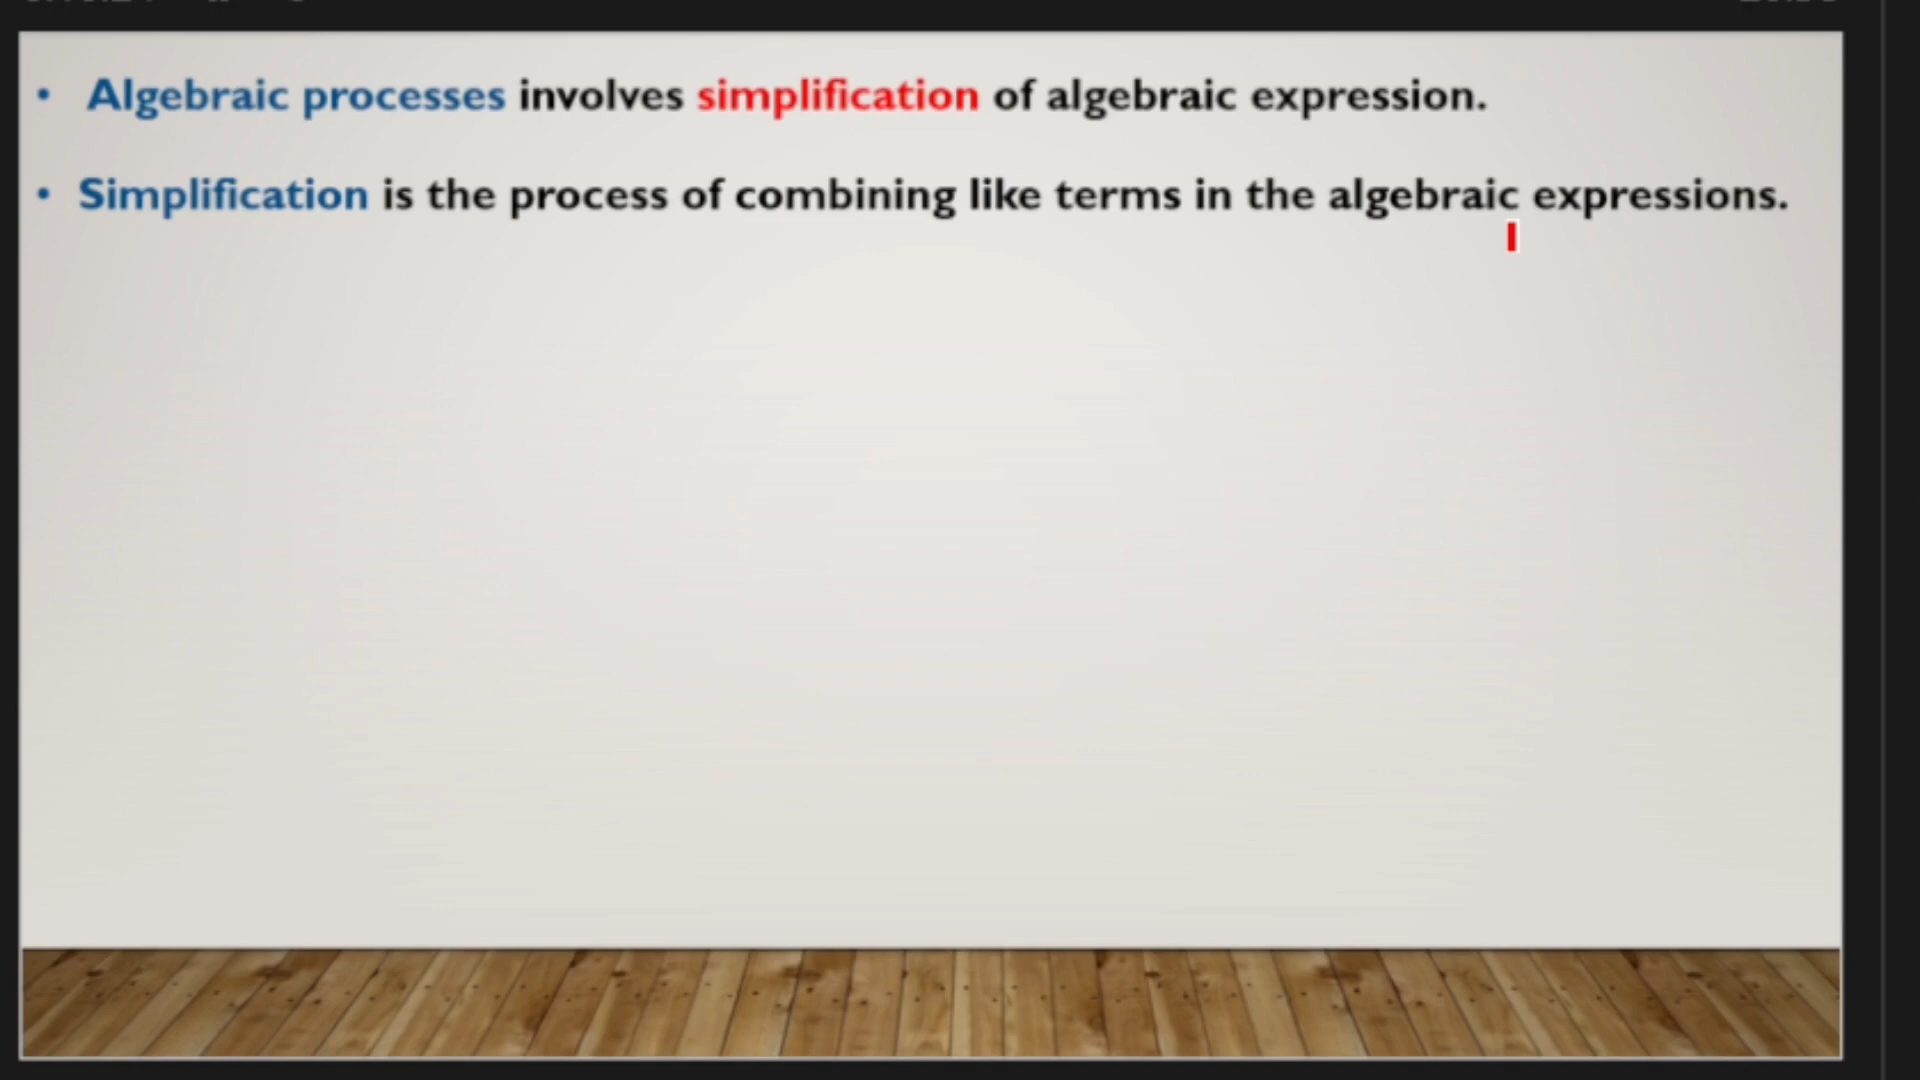 • Algebraic processes involves simplification of algebraic expression.
• Simplification is the process of combining like terms in the algebraic expressions.